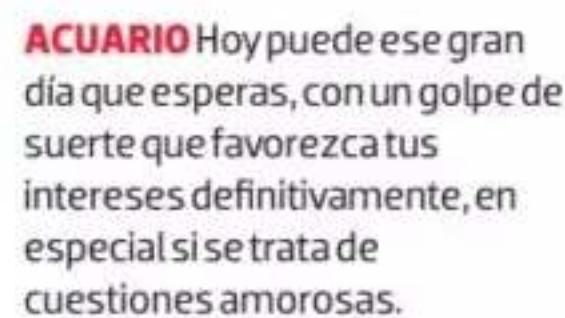 ACUARIO Hoy puede ese gran
día que esperas, con un golpe de
suerte que favorezca tus
intereses definitivamente, en
especial si se trata de
cuestiones amorosas.